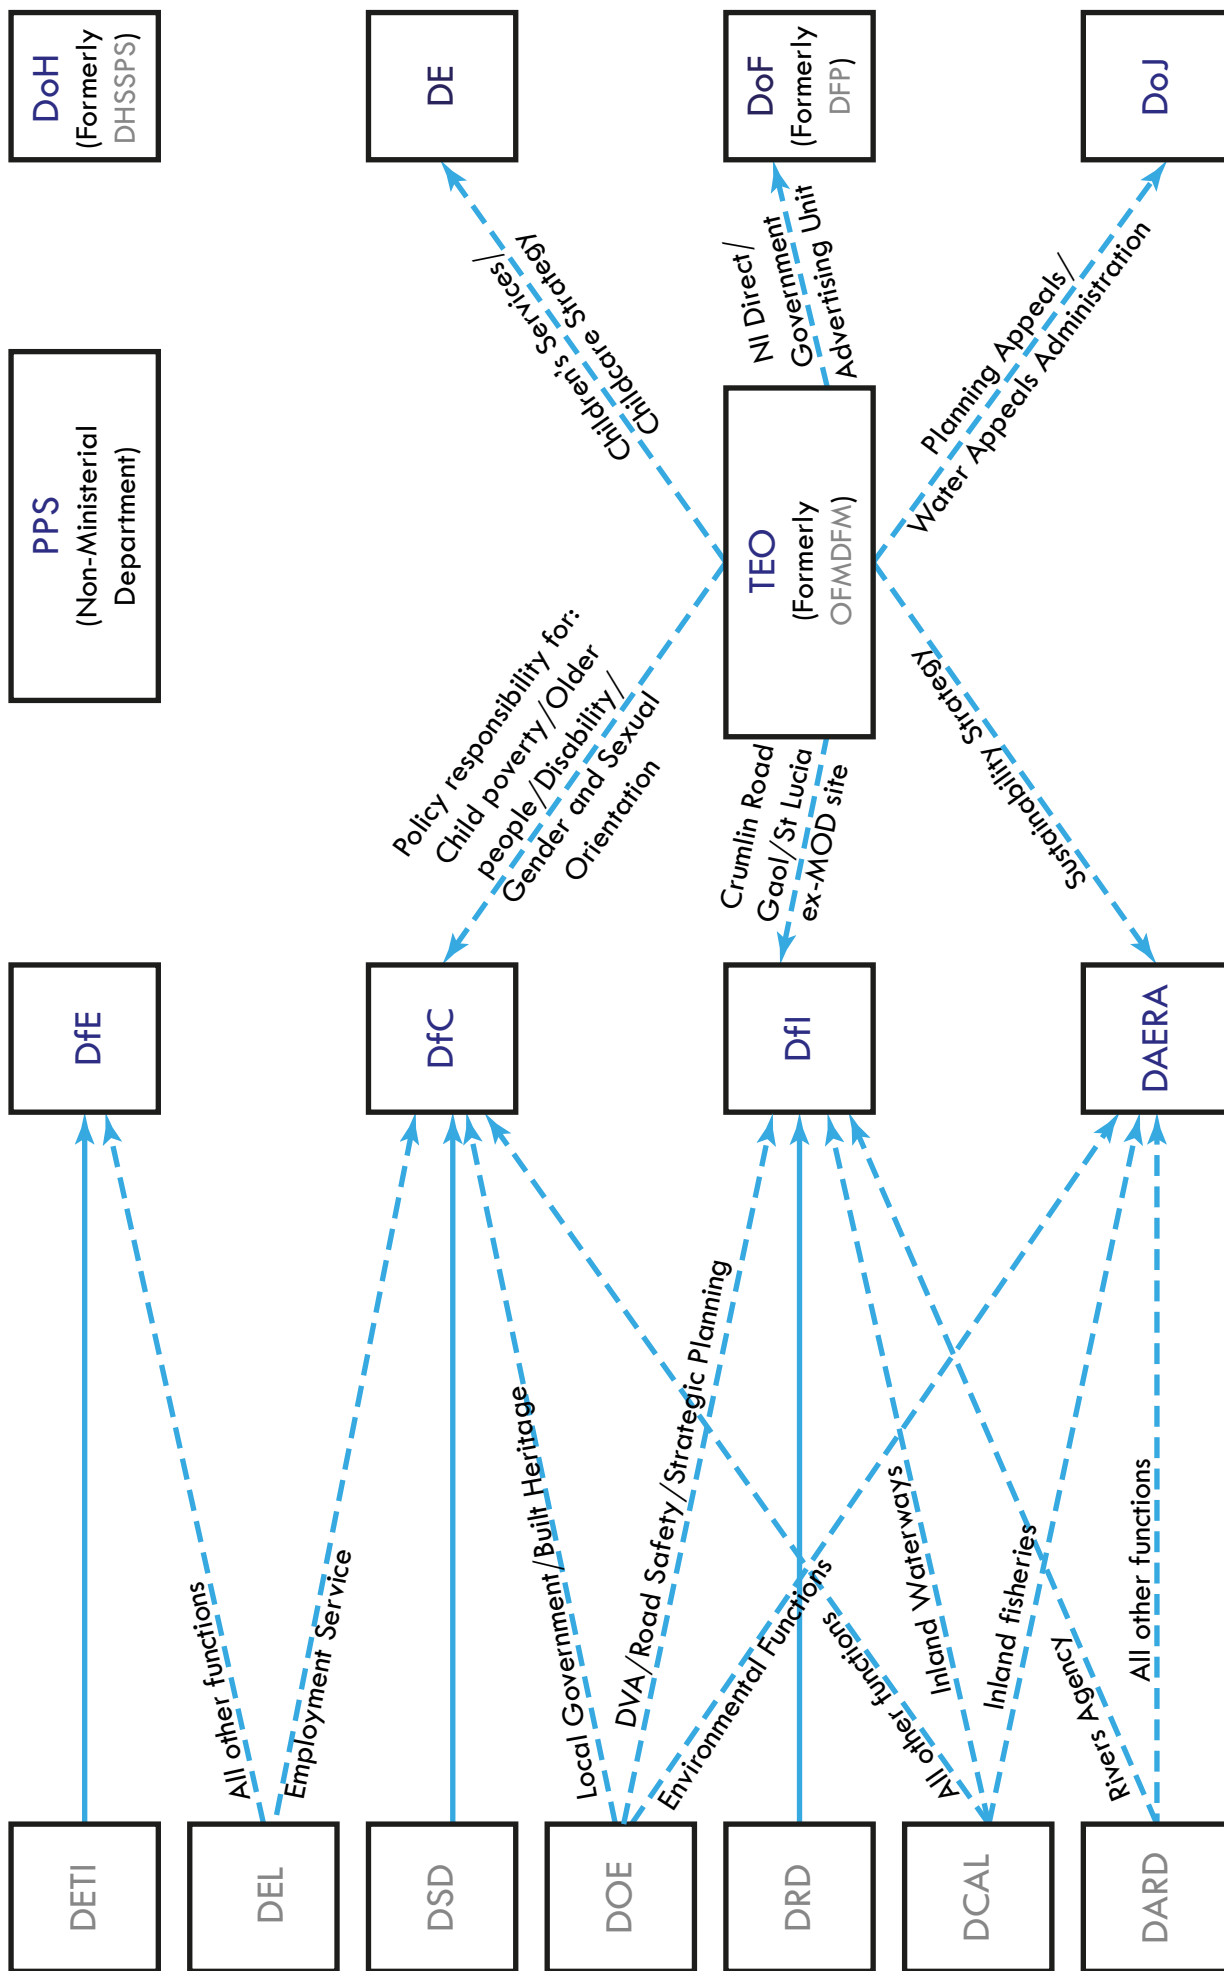 DETI
DEL
DSD
DOE
DRD
DCAL
DARD
All other functions
Employment Service
Local Government/Built Heritage
DVA/Road Safety/Strategic Planning
Environmental Functions
All other functions
Inland Waterways
Inland fisheries
Rivers Agency
All other functions
DfE
DfC
DfI
DAERA
Policy responsibility for:
Child poverty/Older
people/Disability/
Gender and Sexual
Orientation
Crumlin Road
Gaol/St Lucia
ex-MOD site
Sustainability Strategy
PPS
(Non-Ministerial
Department)
TEO
(Formerly
OFMDFM)
Children's Services/
Childcare Strategy
NI Direct/
Government
Advertising Unit
Planning Appeals/
Water Appeals Administration
DoH
(Formerly
DHSSPS)
DE
DoF
(Formerly
DFP)
DoJ